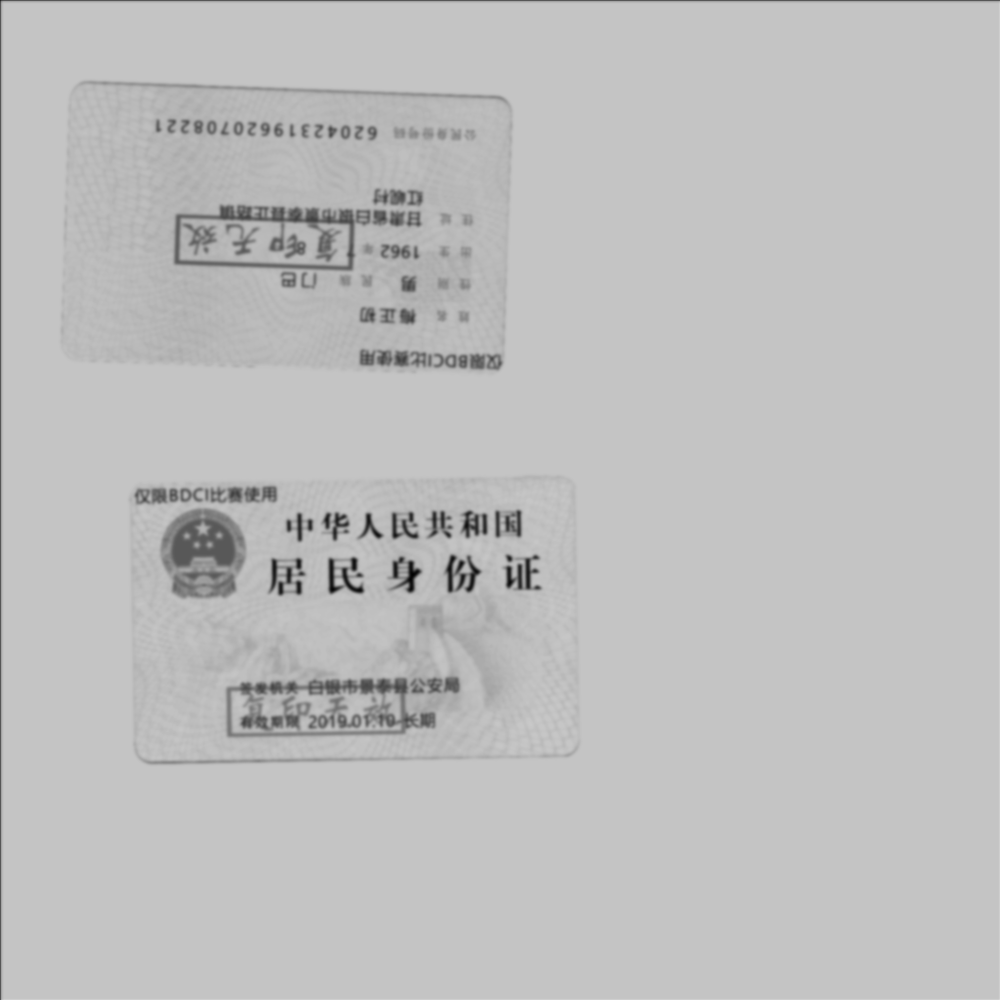 仅限BDCI比赛使用
姓名 梅正初
性别 男 民族 门巴
出生 1962 年
住址 甘肃省白银市景泰县正路镇
红岘村
复印无效
公民身份号码 620423196207082​21
仅限BDCI比赛使用
中华人民共和国
居民身份证
签发机关 白银市景泰县公安局
有效期限 2019.01.10-长期
复印无效